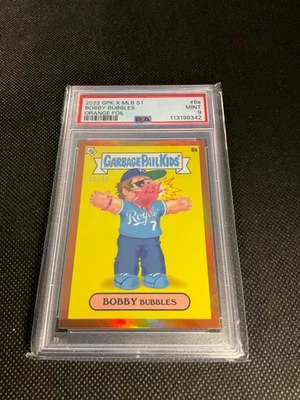 2022 GPK X MLB S1
#6a
BOBBY BUBBLES
MINT
ORANGE FOIL
9
PSA
113198342
6a
GARBAGE PAIL KIDS
Royals
7
BOBBY BUBBLES